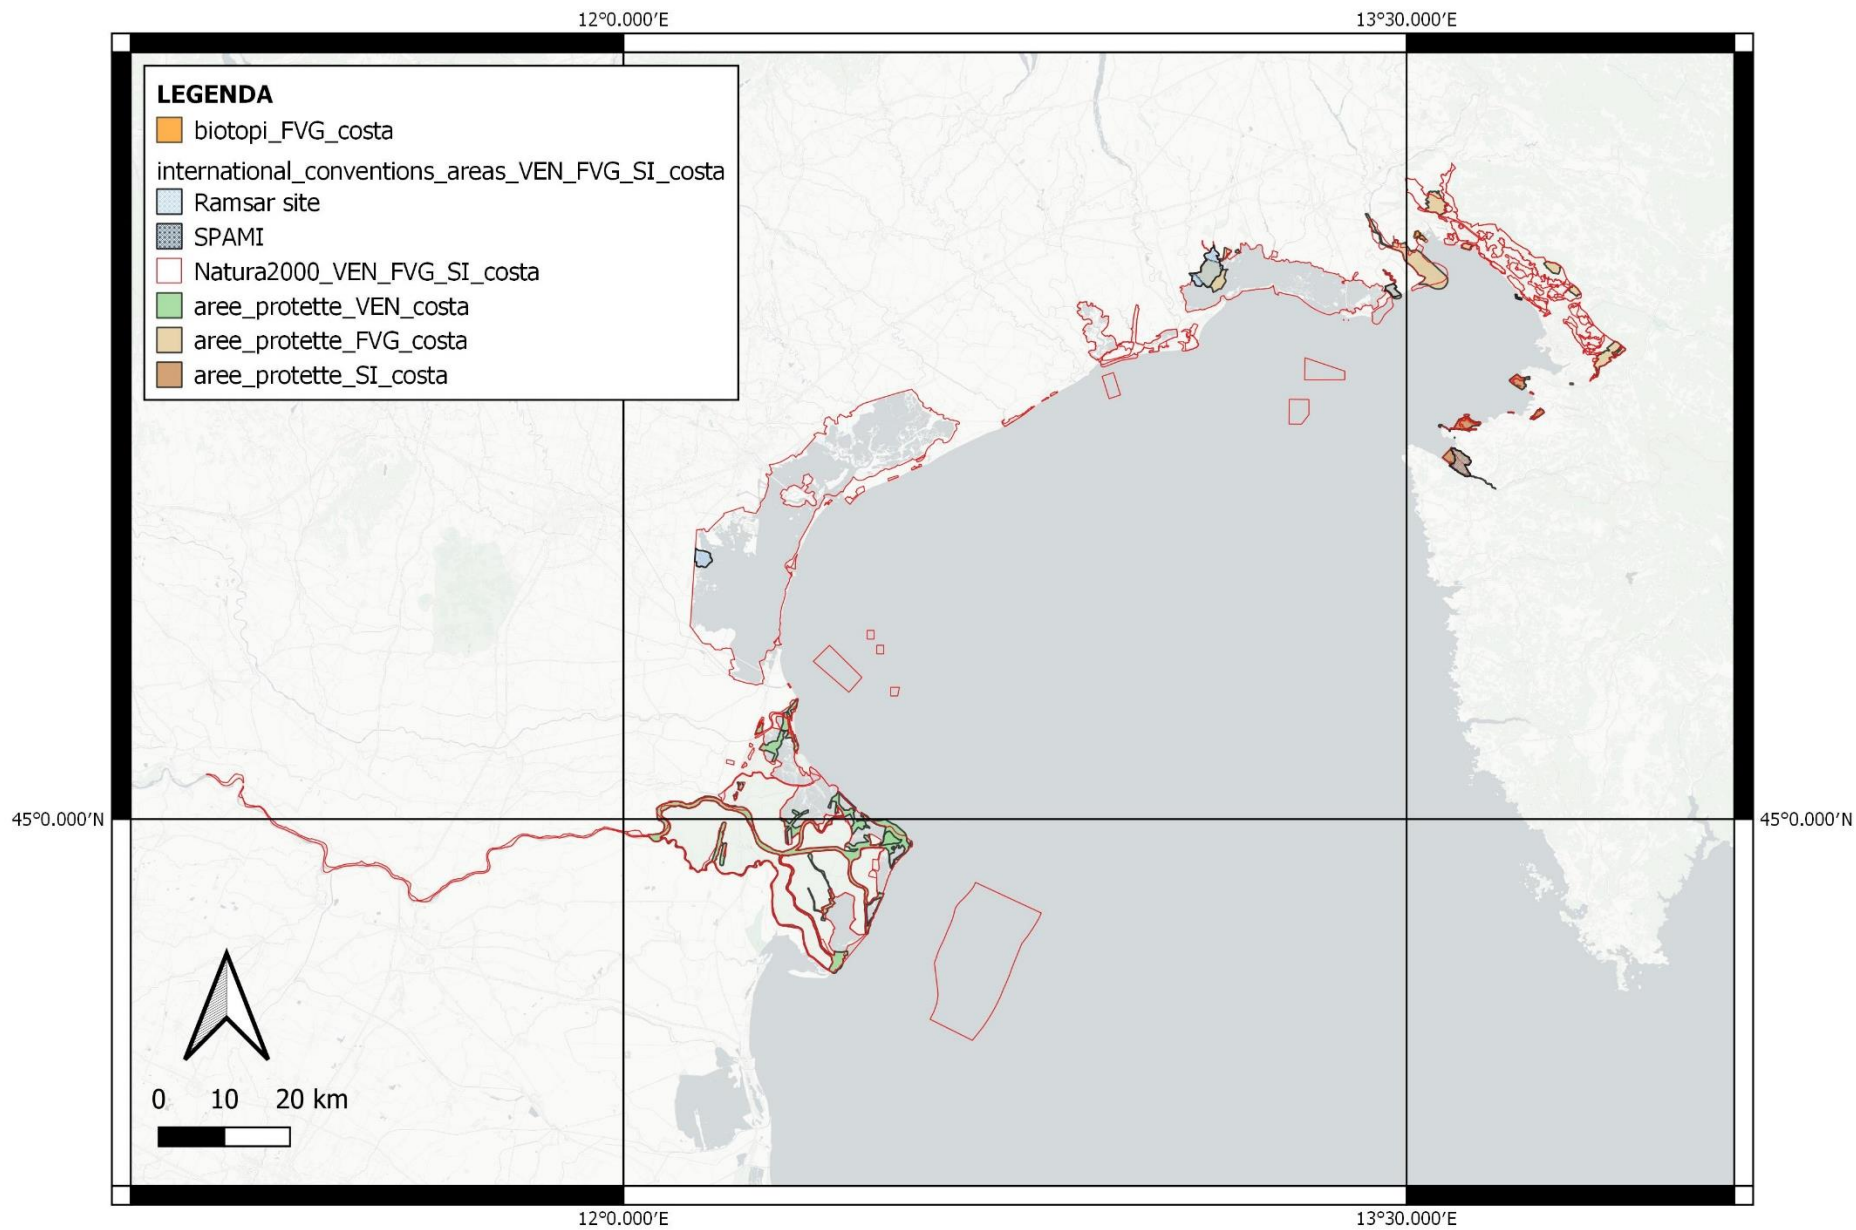 12°0.000′E
13°30.000′E
LEGENDA
biotopi_FVG_costa
international_conventions_areas_VEN_FVG_SI_costa
Ramsar site
SPAMI
Natura2000_VEN_FVG_SI_costa
aree_protette_VEN_costa
aree_protette_FVG_costa
aree_protette_SI_costa
45°0.000′N
45°0.000′N
0 10 20 km
12°0.000′E
13°30.000′E